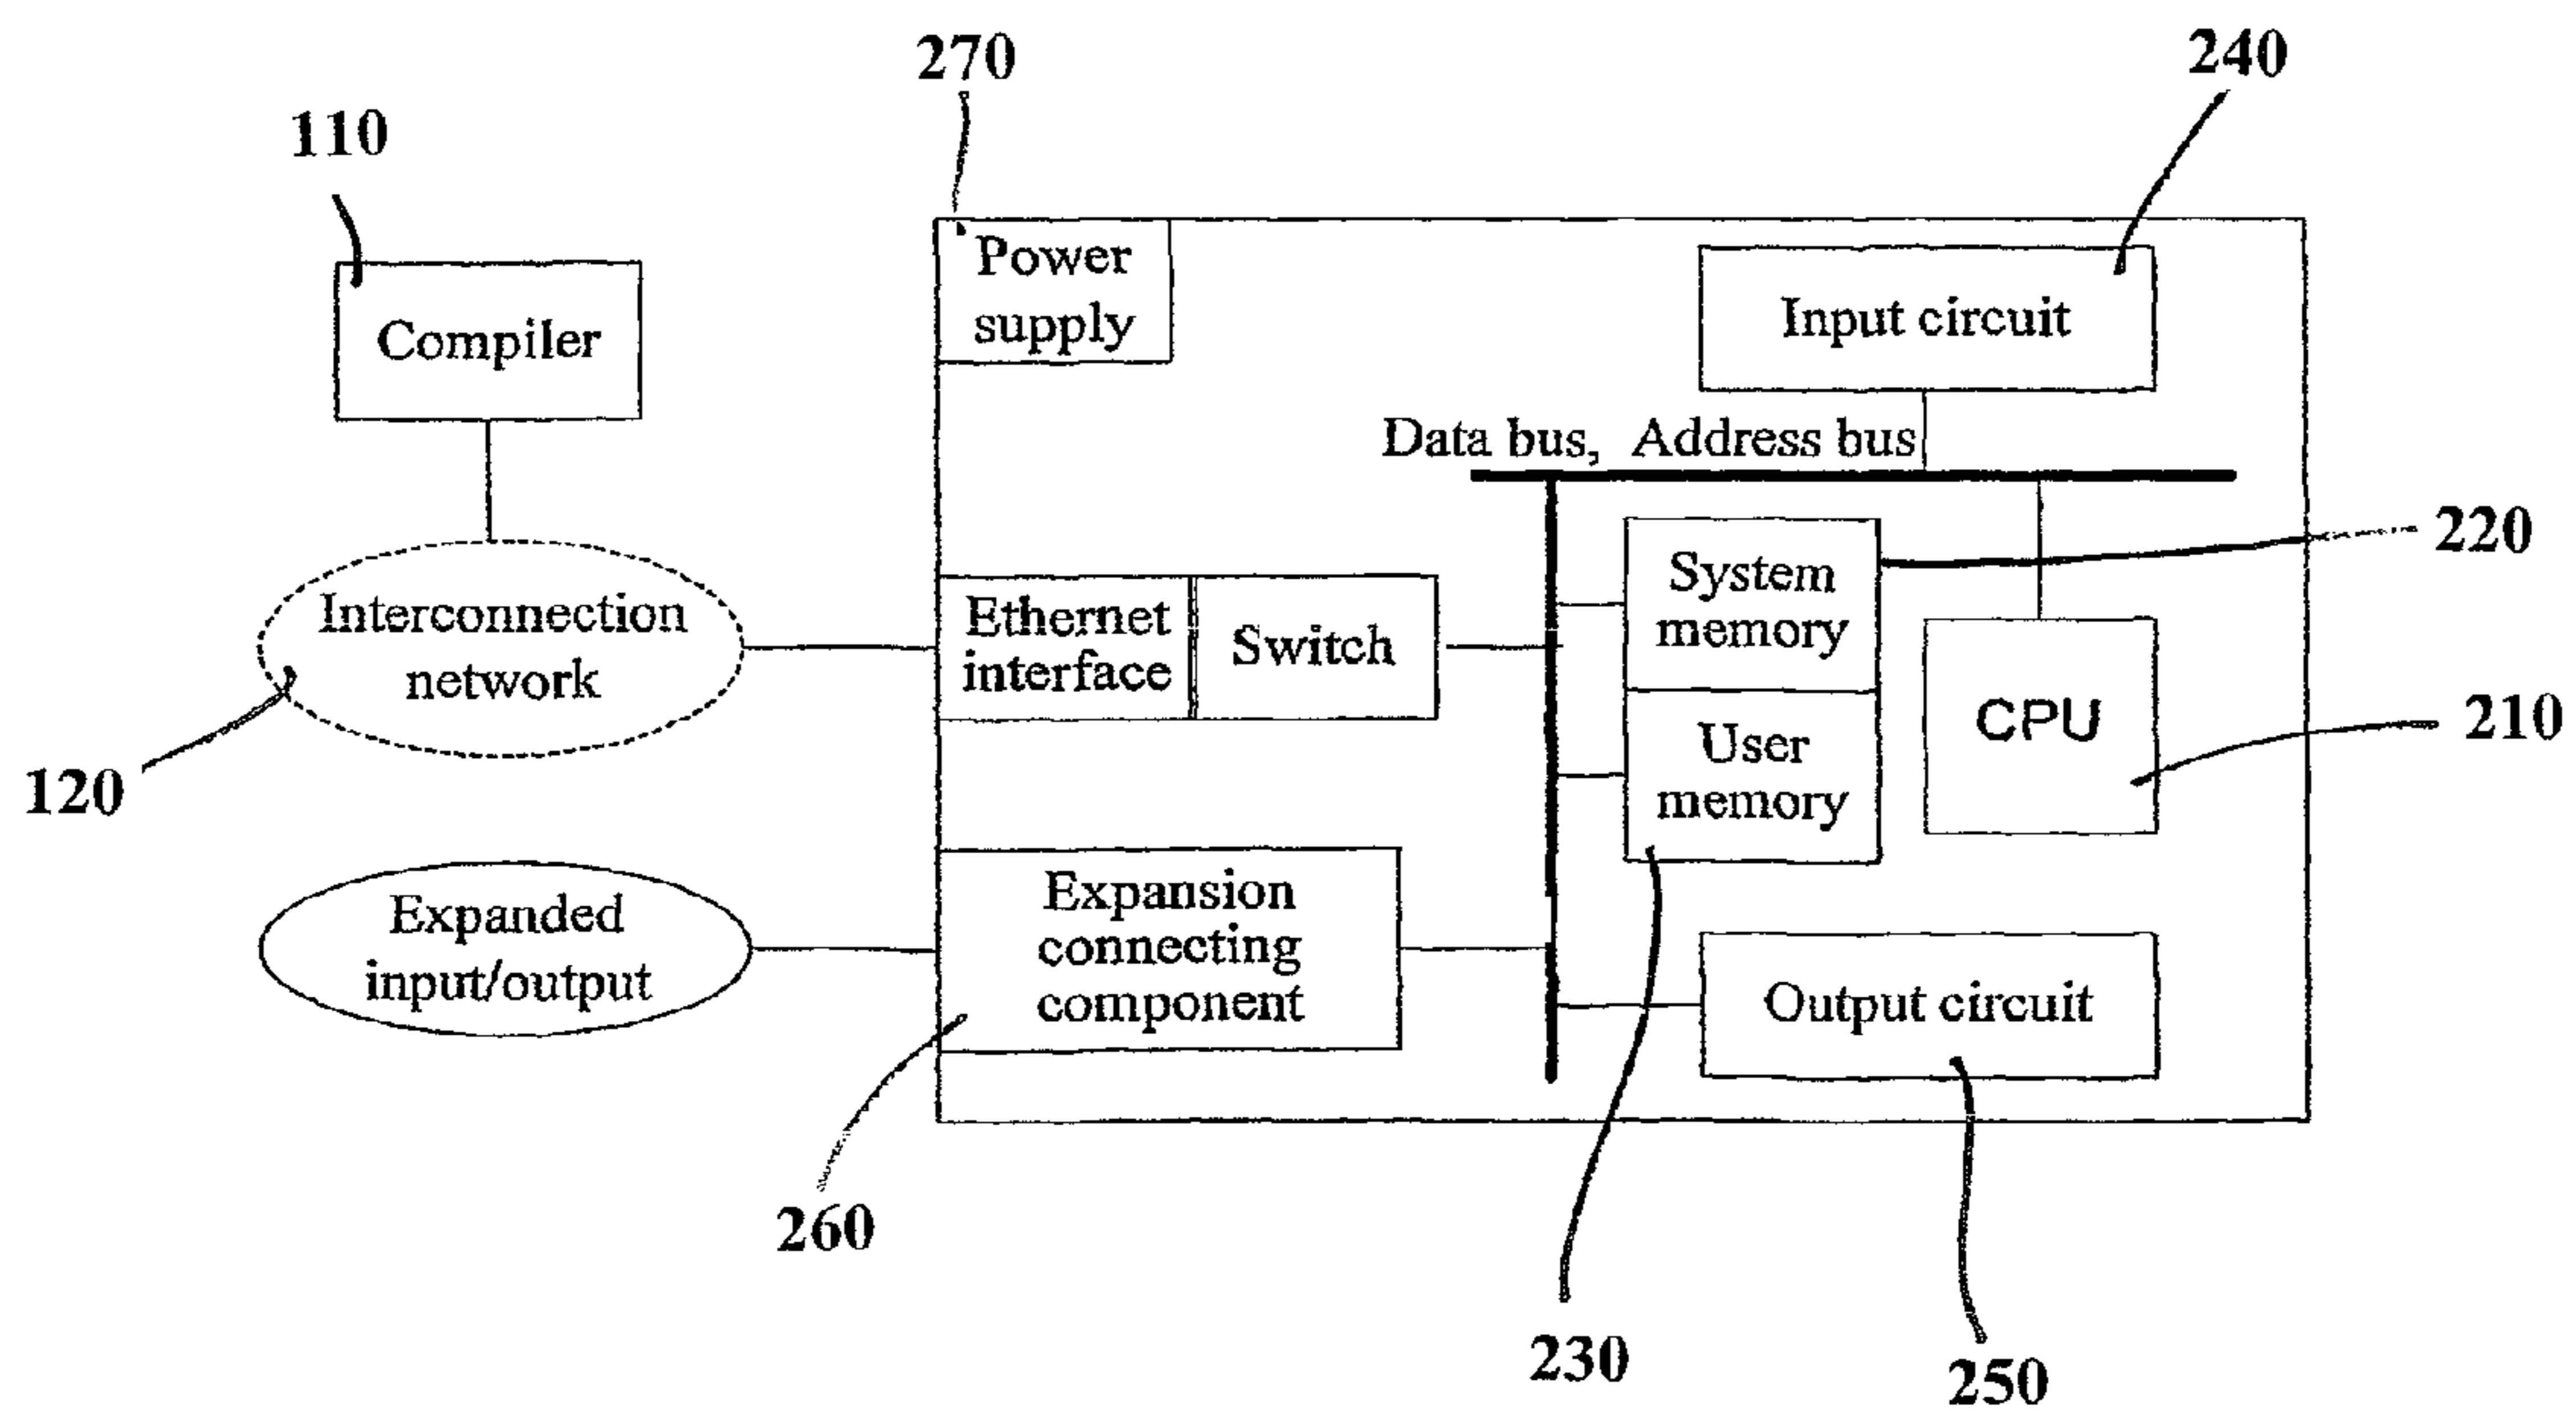 270
240
110
Power
supply
Input circuit
Compiler
Data bus, Address bus
220
System
memory
Ethernet
interface
Switch
Interconnection
network
CPU
210
User
memory
120
Expansion
connecting
component
Expanded
input/output
Output circuit
260
230
250